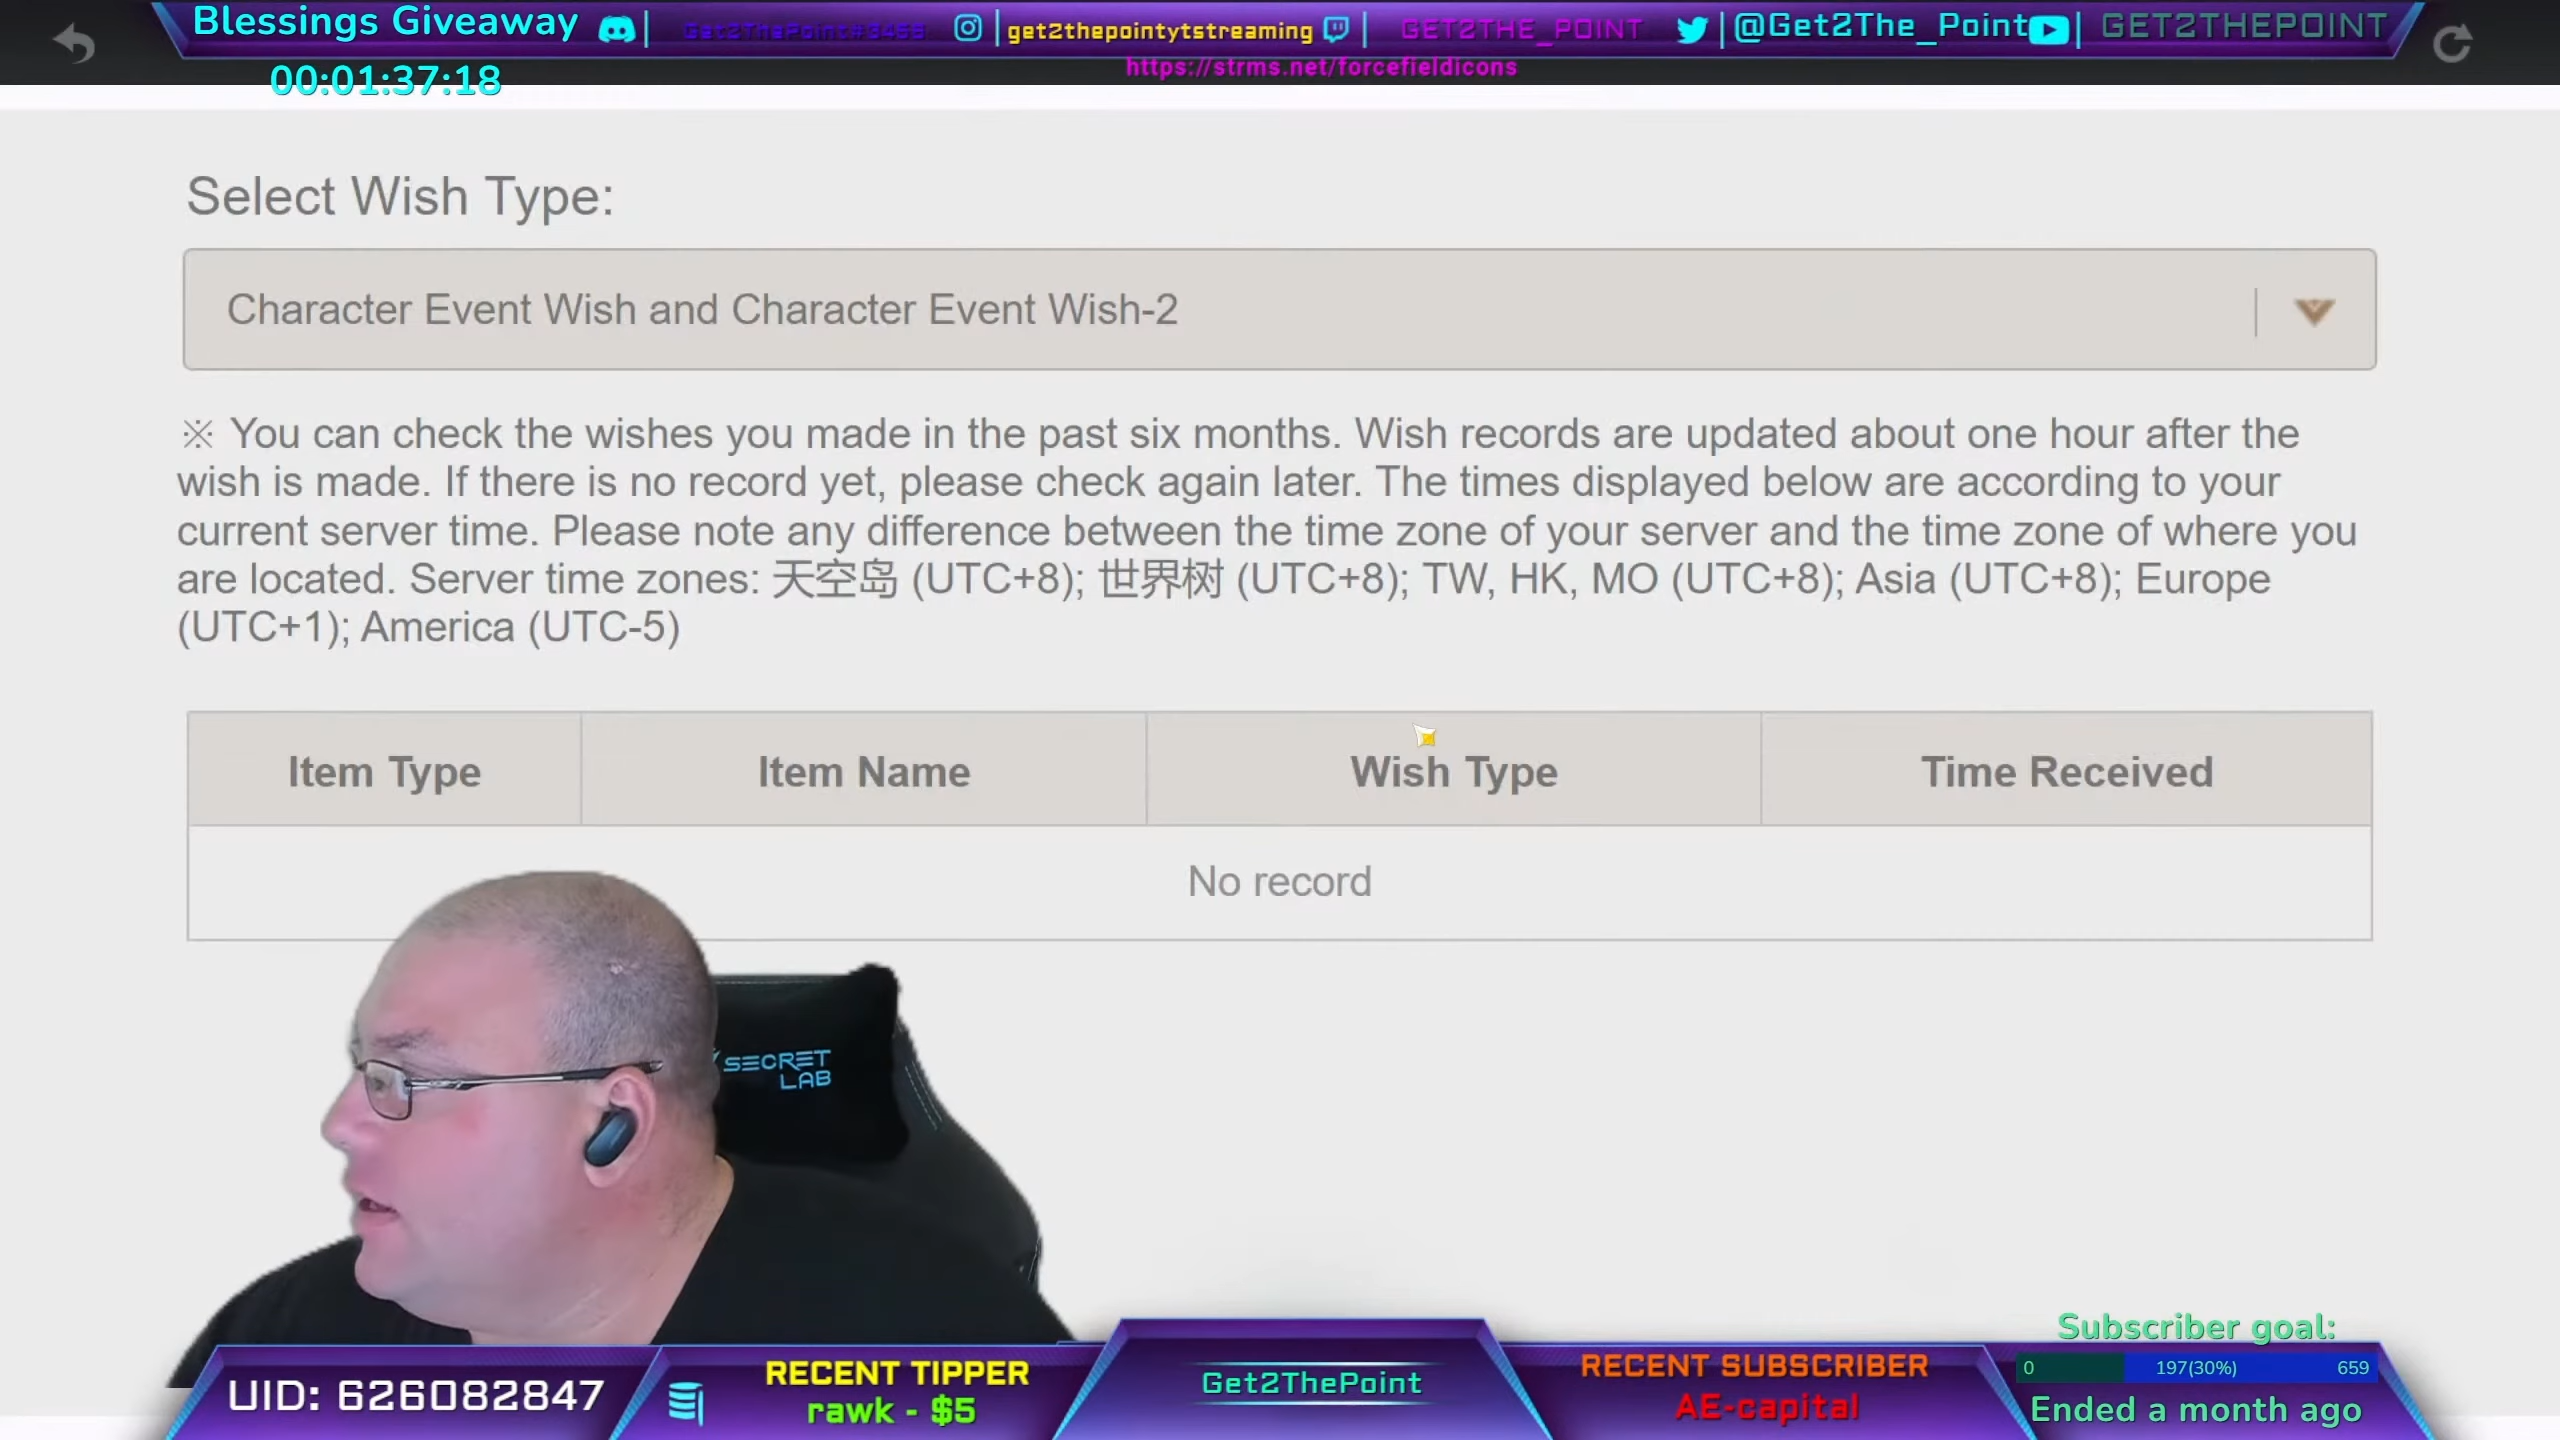 Blessings Giveaway
00:01:37:18
Get2ThePoint#3455
get2thepointytstreaming
GET2THE_POINT
@Get2The_Point
GET2THEPOINT
https://strms.net/forcefieldicons
Select Wish Type:
Character Event Wish and Character Event Wish-2
※ You can check the wishes you made in the past six months. Wish records are updated about one hour after the
wish is made. If there is no record yet, please check again later. The times displayed below are according to your
current server time. Please note any difference between the time zone of your server and the time zone of where you
are located. Server time zones: 天空岛 (UTC+8); 世界树 (UTC+8); TW, HK, MO (UTC+8); Asia (UTC+8); Europe
(UTC+1); America (UTC-5)
Item Type Item Name Wish Type Time Received
No record
SECRET
LAB
UID: 626082847
RECENT TIPPER
rawk - $5
Get2ThePoint
RECENT SUBSCRIBER
AE-capital
Subscriber goal:
0 197(30%) 659
Ended a month ago